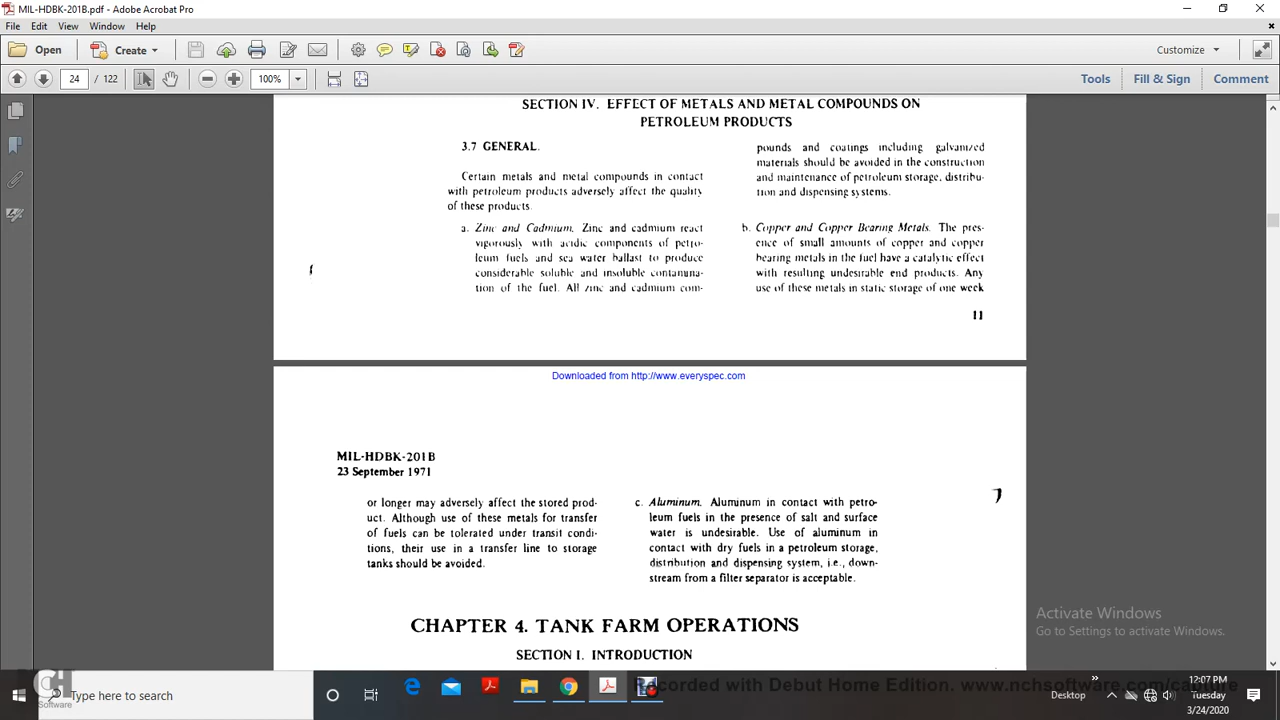 MIL-HDBK-201B.pdf - Adobe Acrobat Pro
File Edit View Window Help
Open Create Customize
24 / 122 100% Tools Fill & Sign Comment
SECTION IV. EFFECT OF METALS AND METAL COMPOUNDS ON
PETROLEUM PRODUCTS
3.7 GENERAL.
Certain metals and metal compounds in contact
with petroleum products adversely affect the quality
of these products.
a. Zinc and Cadmium. Zinc and cadmium react
vigorously with acidic components of petro-
leum fuels and sea water ballast to produce
considerable soluble and insoluble contamina-
tion of the fuel. All zinc and cadmium com-
pounds and coatings including galvanized
materials should be avoided in the construction
and maintenance of petroleum storage, distribu-
tion and dispensing systems.
b. Copper and Copper Bearing Metals. The pres-
ence of small amounts of copper and copper
bearing metals in the fuel have a catalytic effect
with resulting undesirable end products. Any
use of these metals in static storage of one week
11
Downloaded from http://www.everyspec.com
MIL-HDBK-201B
23 September 1971
or longer may adversely affect the stored prod-
uct. Although use of these metals for transfer
of fuels can be tolerated under transit condi-
tions, their use in a transfer line to storage
tanks should be avoided.
c. Aluminum. Aluminum in contact with petro-
leum fuels in the presence of salt and surface
water is undesirable. Use of aluminum in
contact with dry fuels in a petroleum storage,
distribution and dispensing system, i.e., down-
stream from a filter separator is acceptable.
CHAPTER 4. TANK FARM OPERATIONS
SECTION I. INTRODUCTION
Activate Windows
Go to Settings to activate Windows.
NCH
Software
Type here to search
Recorded with Debut Home Edition. www.nchsoftware.com/capture
Desktop
12:07 PM
Tuesday
3/24/2020